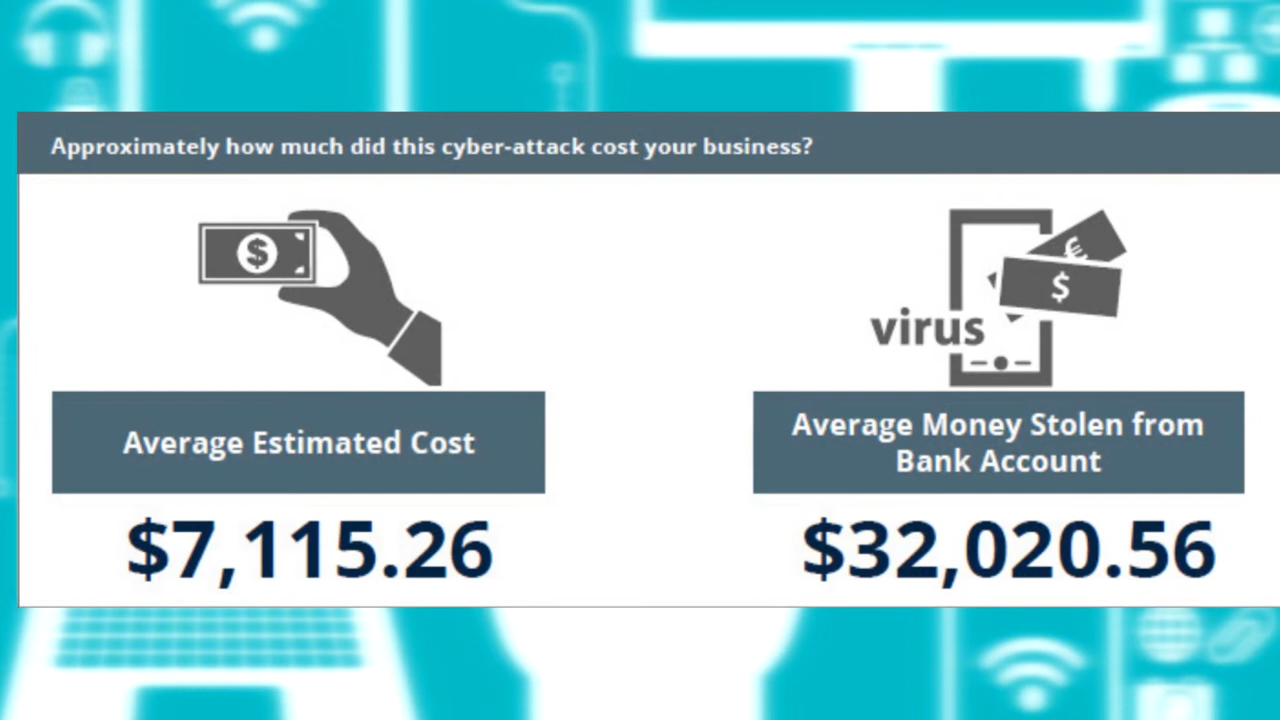 Approximately how much did this cyber-attack cost your business?
$
€
$
virus
Average Estimated Cost
Average Money Stolen from
Bank Account
$7,115.26
$32,020.56